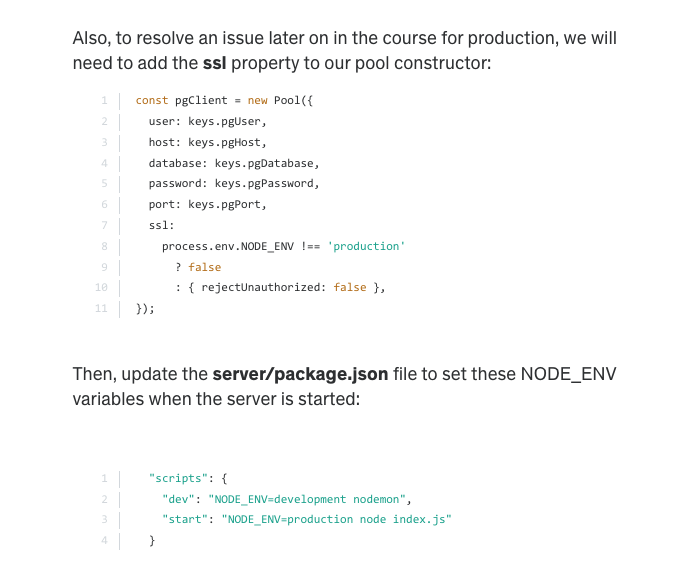 Also, to resolve an issue later on in the course for production, we will
need to add the ssl property to our pool constructor:
1 const pgClient = new Pool({
2   user: keys.pgUser,
3   host: keys.pgHost,
4   database: keys.pgDatabase,
5   password: keys.pgPassword,
6   port: keys.pgPort,
7   ssl:
8     process.env.NODE_ENV !== 'production'
9       ? false
10       : { rejectUnauthorized: false },
11 });
Then, update the server/package.json file to set these NODE_ENV
variables when the server is started:
1   "scripts": {
2     "dev": "NODE_ENV=development nodemon",
3     "start": "NODE_ENV=production node index.js"
4   }